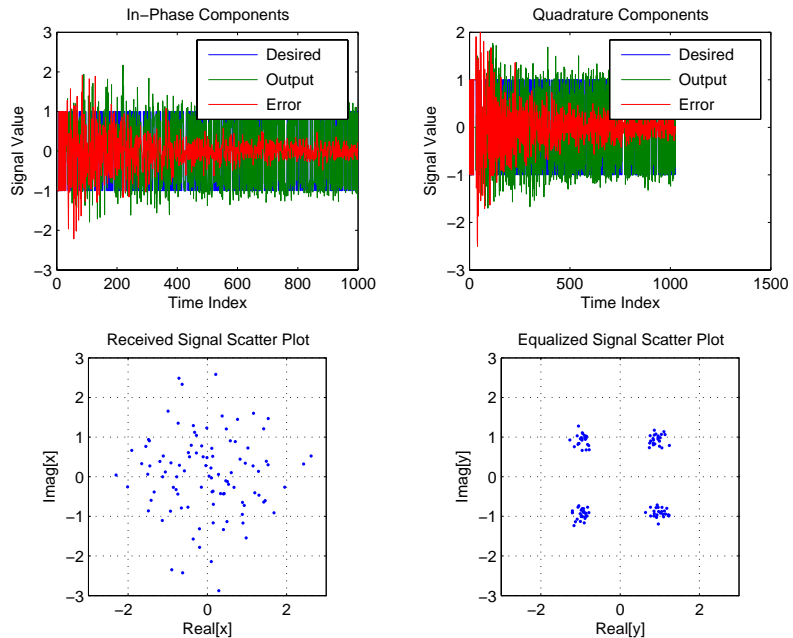 In−Phase Components
3
2
1
0
−1
−2
−3
Signal Value
Desired
Output
Error
0
200
400
600
800
1000
Time Index
Quadrature Components
3
2
1
0
−1
−2
−3
Signal Value
Desired
Output
Error
0
500
1000
1500
Time Index
Received Signal Scatter Plot
3
2
1
0
−1
−2
−3
Imag[x]
−2
0
2
Real[x]
Equalized Signal Scatter Plot
3
2
1
0
−1
−2
−3
Imag[y]
−2
0
2
Real[y]